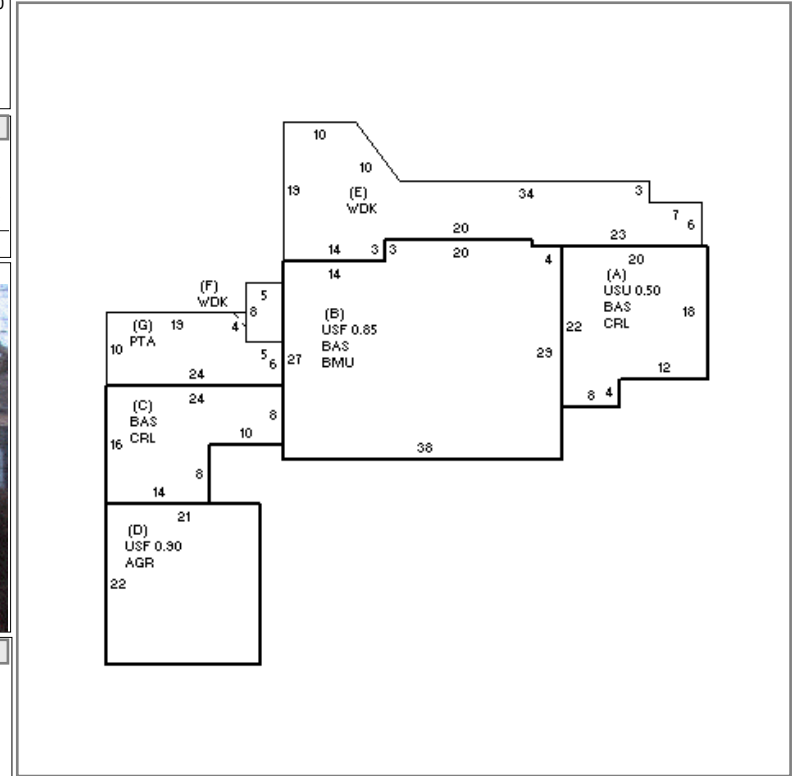 10
10
19
(E)
WDK
34
3
7
6
20
23
14
3
3
20
4
20
14
(A)
USU 0.50
BAS
CRL
18
(F)
WDK
5
8
(B)
USF 0.85
BAS
BMU
(G)
PTA
19
4
22
10
5
6
27
29
12
24
24
8
4
(C)
BAS
CRL
8
10
16
38
8
14
21
(D)
USF 0.90
AGR
22